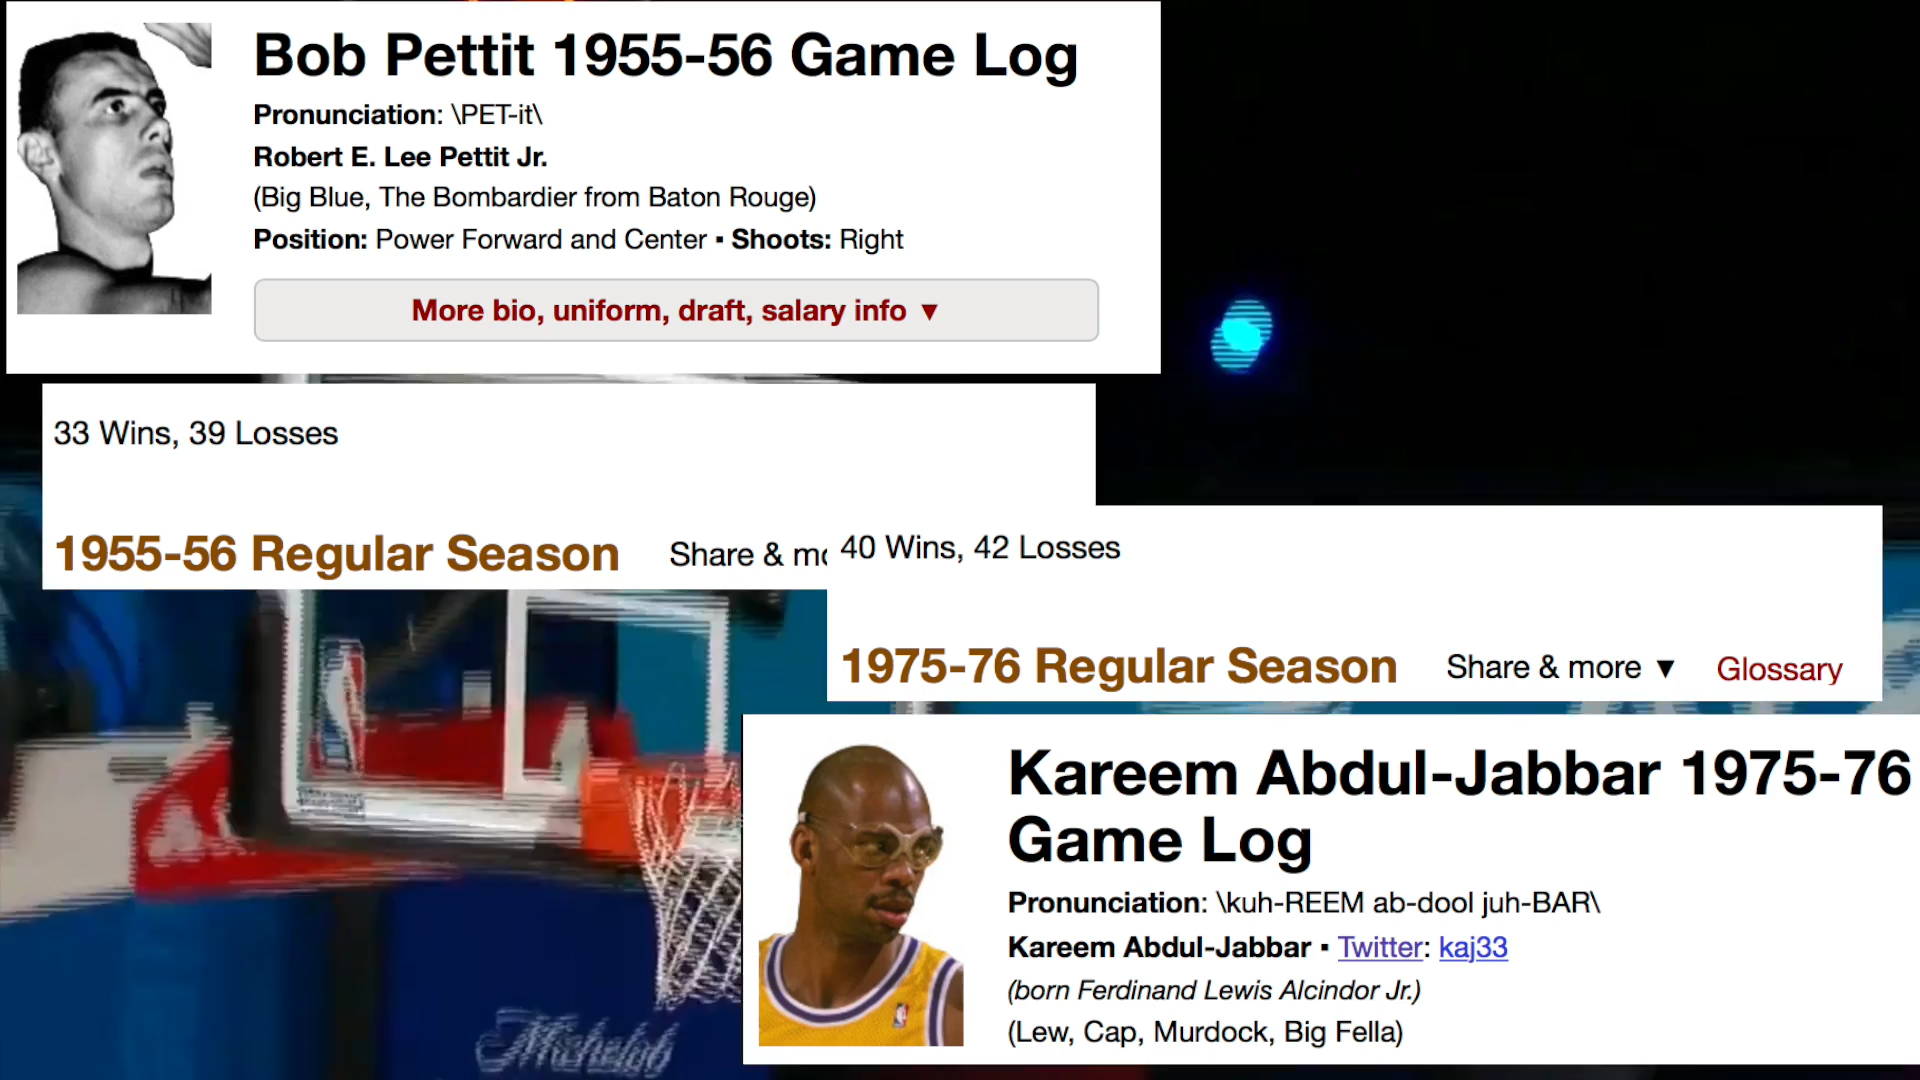 Bob Pettit 1955-56 Game Log
Pronunciation: \PET-it\
Robert E. Lee Pettit Jr.
(Big Blue, The Bombardier from Baton Rouge)
Position: Power Forward and Center ▪ Shoots: Right
More bio, uniform, draft, salary info ▼
33 Wins, 39 Losses
1955-56 Regular Season Share & mo
40 Wins, 42 Losses
1975-76 Regular Season Share & more ▼ Glossary
Kareem Abdul-Jabbar 1975-76
Game Log
Pronunciation: \kuh-REEM ab-dool juh-BAR\
Kareem Abdul-Jabbar ▪ Twitter: kaj33
(born Ferdinand Lewis Alcindor Jr.)
(Lew, Cap, Murdock, Big Fella)
Michelob